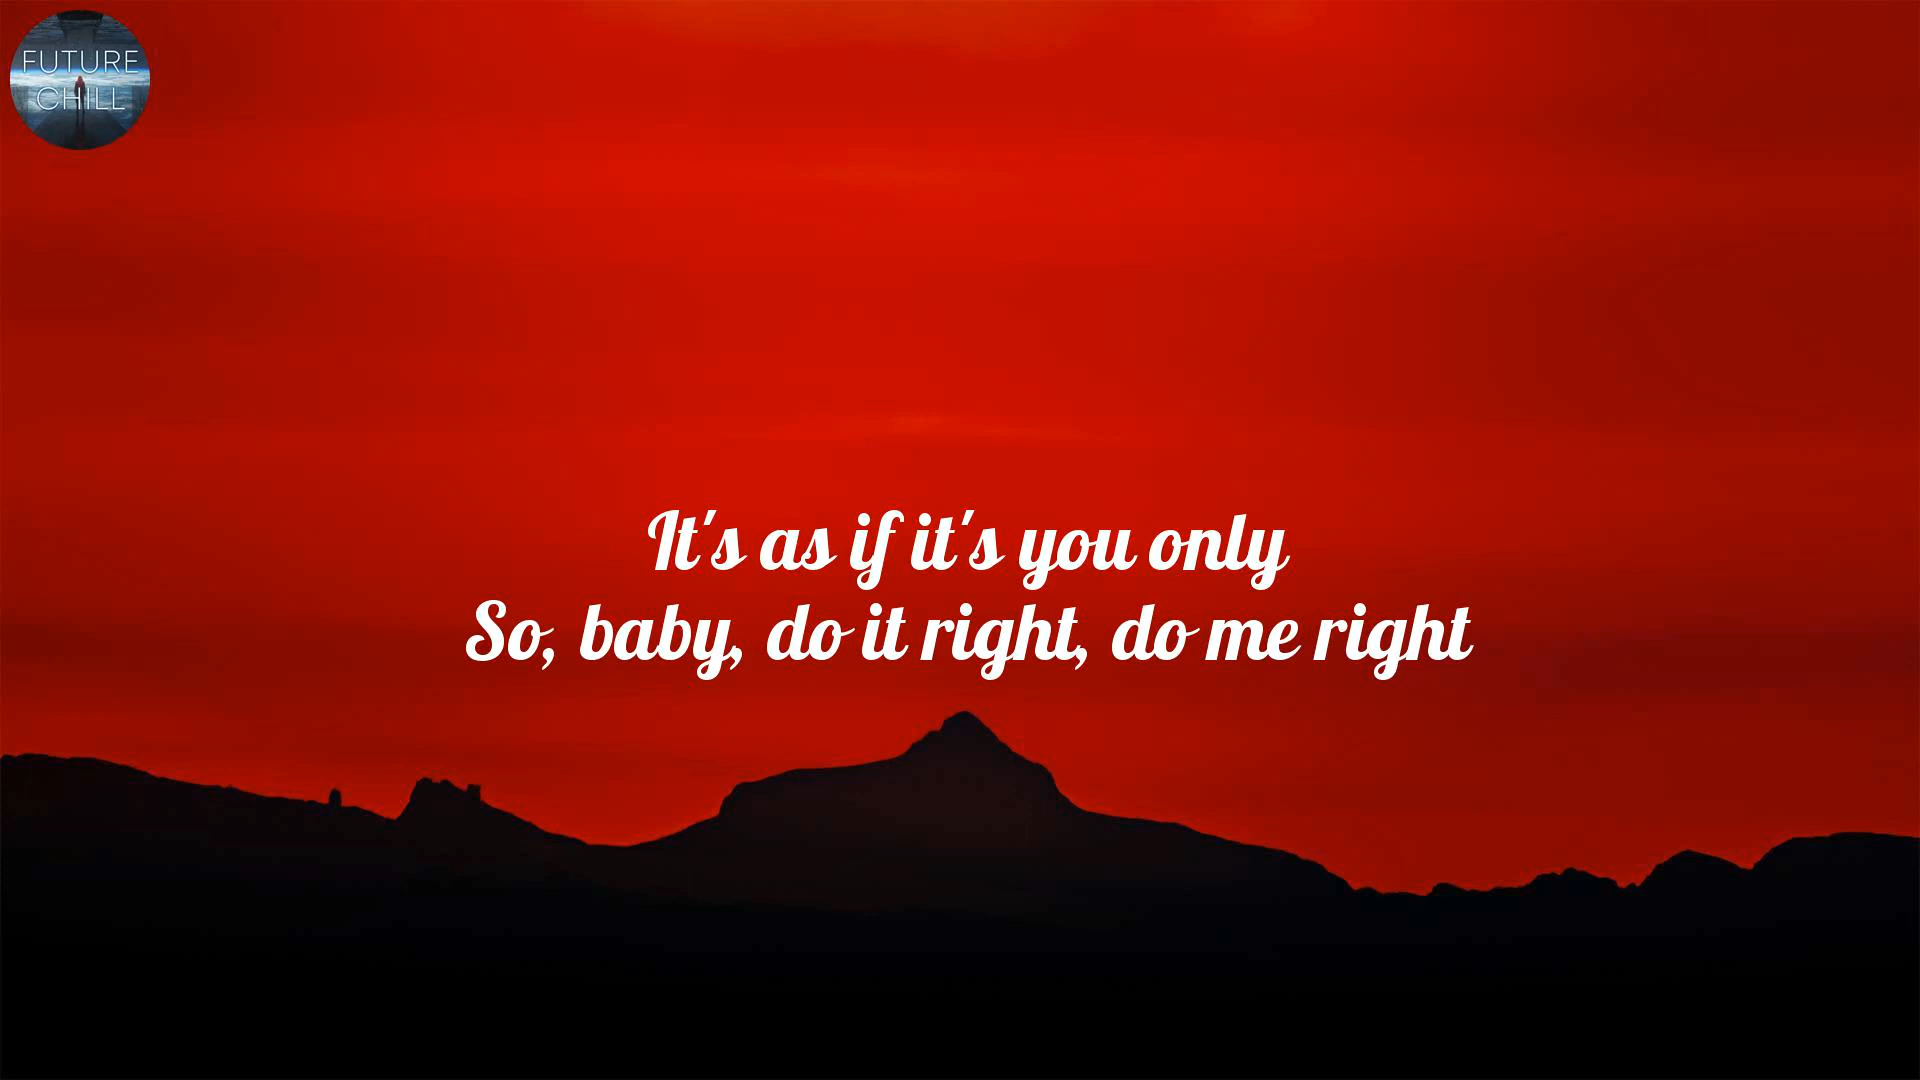 FUTURE
CHILL
It's as if it's you only
So, baby, do it right, do me right